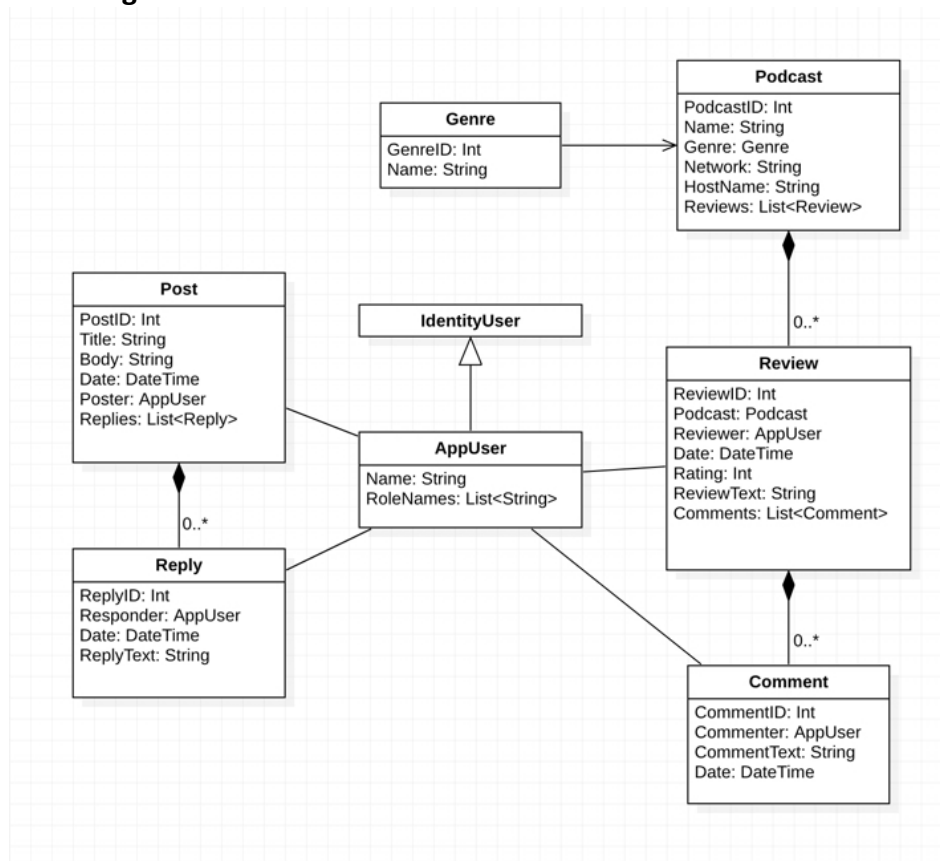 Podcast
PodcastID: Int
Name: String
Genre: Genre
Network: String
HostName: String
Reviews: List<Review>
Genre
GenreID: Int
Name: String
Post
PostID: Int
Title: String
Body: String
Date: DateTime
Poster: AppUser
Replies: List<Reply>
IdentityUser
0..*
Review
ReviewID: Int
Podcast: Podcast
Reviewer: AppUser
Date: DateTime
Rating: Int
ReviewText: String
Comments: List<Comment>
AppUser
Name: String
RoleNames: List<String>
0..*
Reply
ReplyID: Int
Responder: AppUser
Date: DateTime
ReplyText: String
0..*
Comment
CommentID: Int
Commenter: AppUser
CommentText: String
Date: DateTime